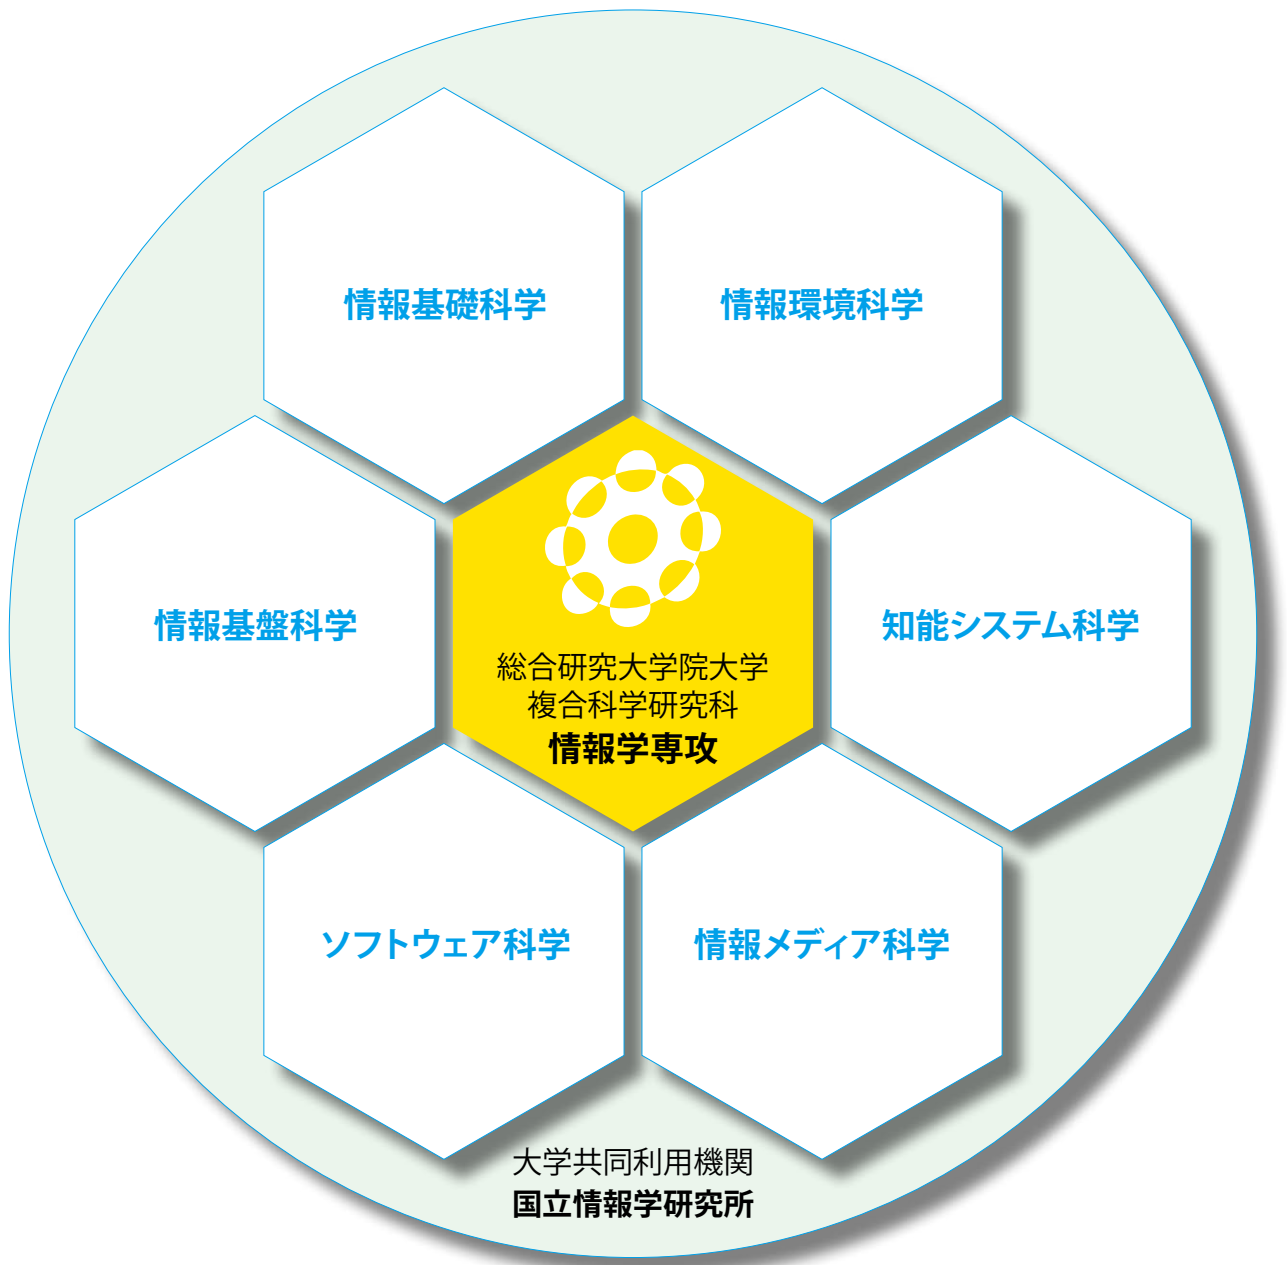 情報基礎科学
情報環境科学
情報基盤科学
総合研究大学院大学
複合科学研究科
情報学専攻
知能システム科学
ソフトウェア科学
情報メディア科学
大学共同利用機関
国立情報学研究所